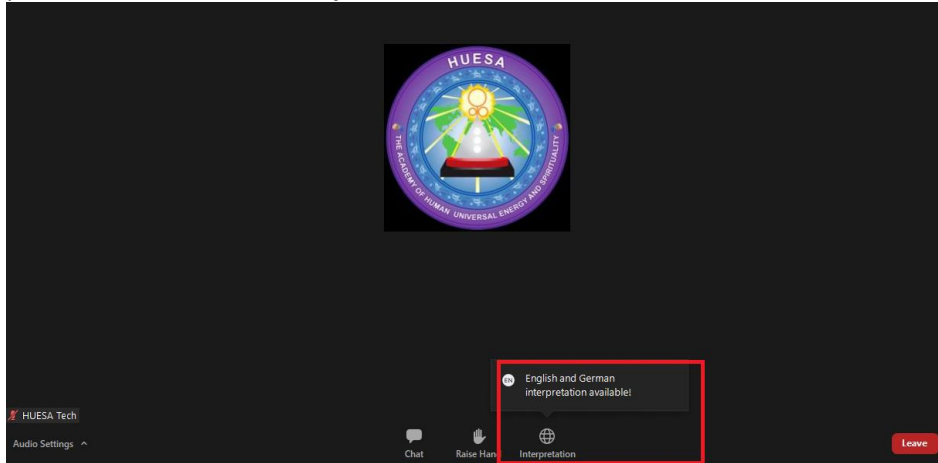 HUESA
THE ACADEMY OF HUMAN UNIVERSAL ENERGY AND SPIRITUALITY
EN English and German
interpretation available!
HUESA Tech
Audio Settings
Chat
Raise Hand
Interpretation
Leave